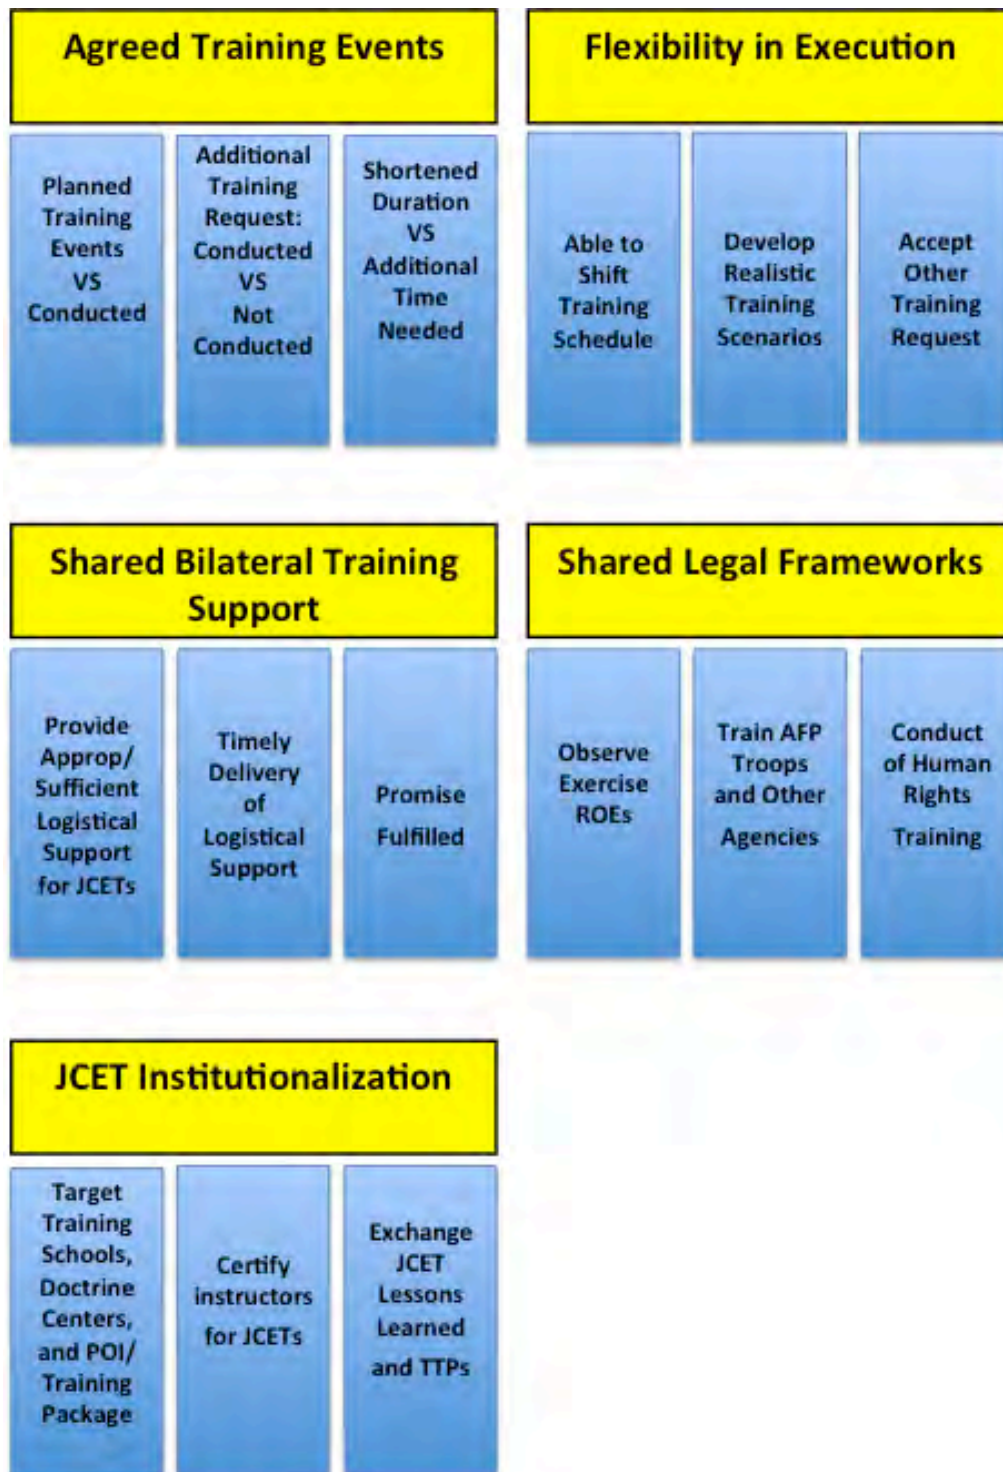 Agreed Training Events
Planned
Training
Events
VS
Conducted
Additional
Training
Request:
Conducted
VS
Not
Conducted
Shortened
Duration
VS
Additional
Time
Needed
Flexibility in Execution
Able to
Shift
Training
Schedule
Develop
Realistic
Training
Scenarios
Accept
Other
Training
Request
Shared Bilateral Training
Support
Provide
Approp/
Sufficient
Logistical
Support
for JCETs
Timely
Delivery
of
Logistical
Support
Promise
Fulfilled
Shared Legal Frameworks
Observe
Exercise
ROEs
Train AFP
Troops
and Other
Agencies
Conduct
of Human
Rights
Training
JCET Institutionalization
Target
Training
Schools,
Doctrine
Centers,
and POI/
Training
Package
Certify
instructors
for JCETs
Exchange
JCET
Lessons
Learned
and TTPs